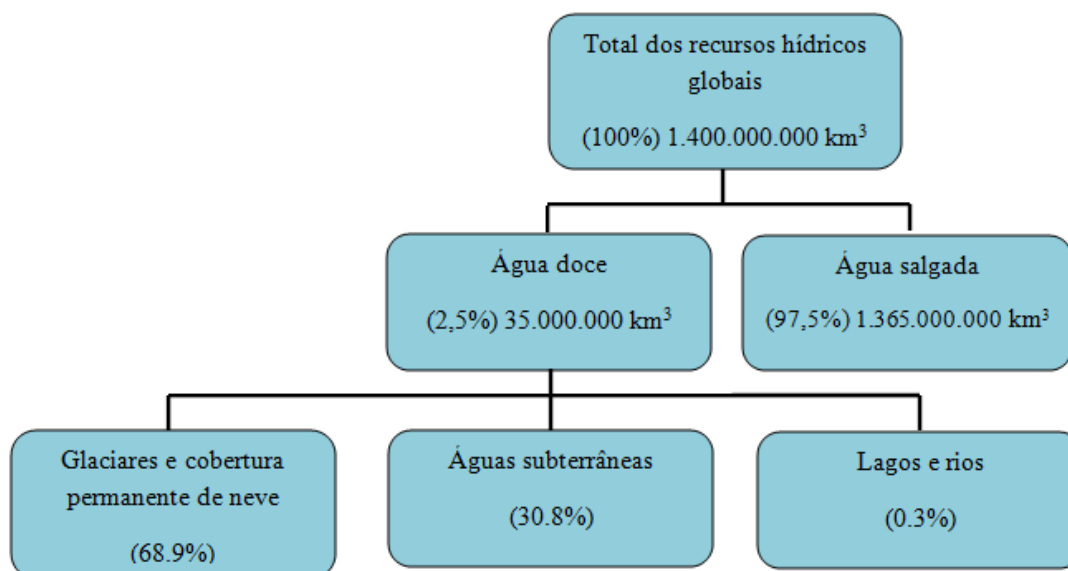 Total dos recursos hídricos
globais
(100%) 1.400.000.000 km³
Água doce
(2,5%) 35.000.000 km³
Água salgada
(97,5%) 1.365.000.000 km³
Glaciares e cobertura
permanente de neve
(68.9%)
Águas subterrâneas
(30.8%)
Lagos e rios
(0.3%)